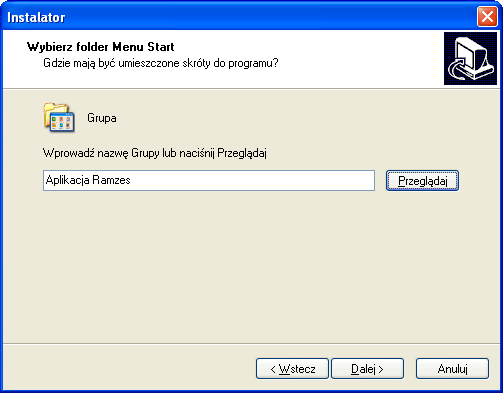 Instalator
Wybierz folder Menu Start
Gdzie mają być umieszczone skróty do programu?
Grupa
Wprowadź nazwę Grupy lub naciśnij Przeglądaj
Aplikacja Ramzes
Przeglądaj
< Wstecz
Dalej >
Anuluj